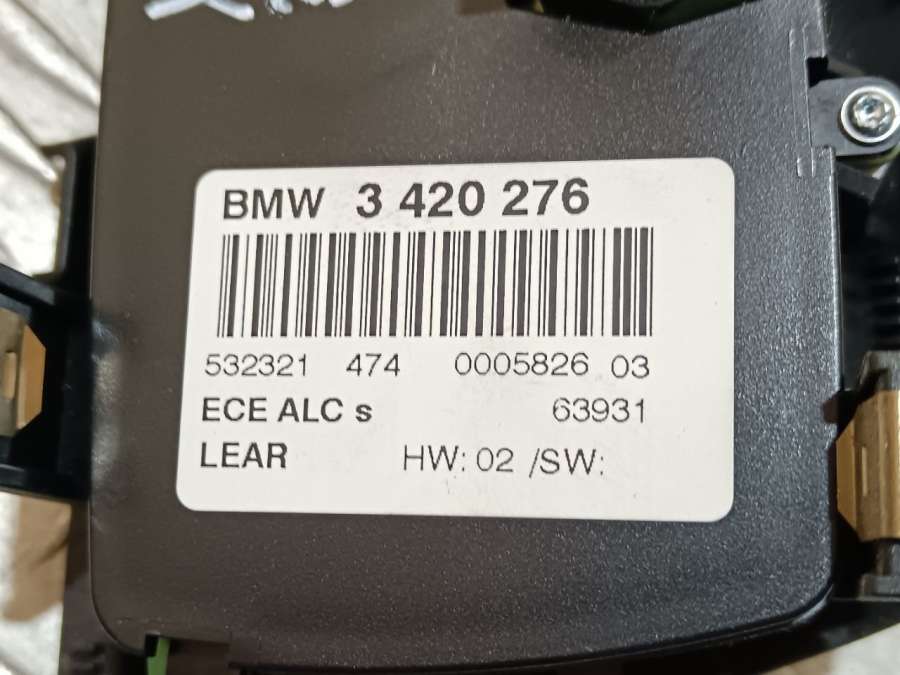 BMW 3 420 276
532321 474 0005826 03
ECE ALC s 63931
LEAR HW: 02 /SW: